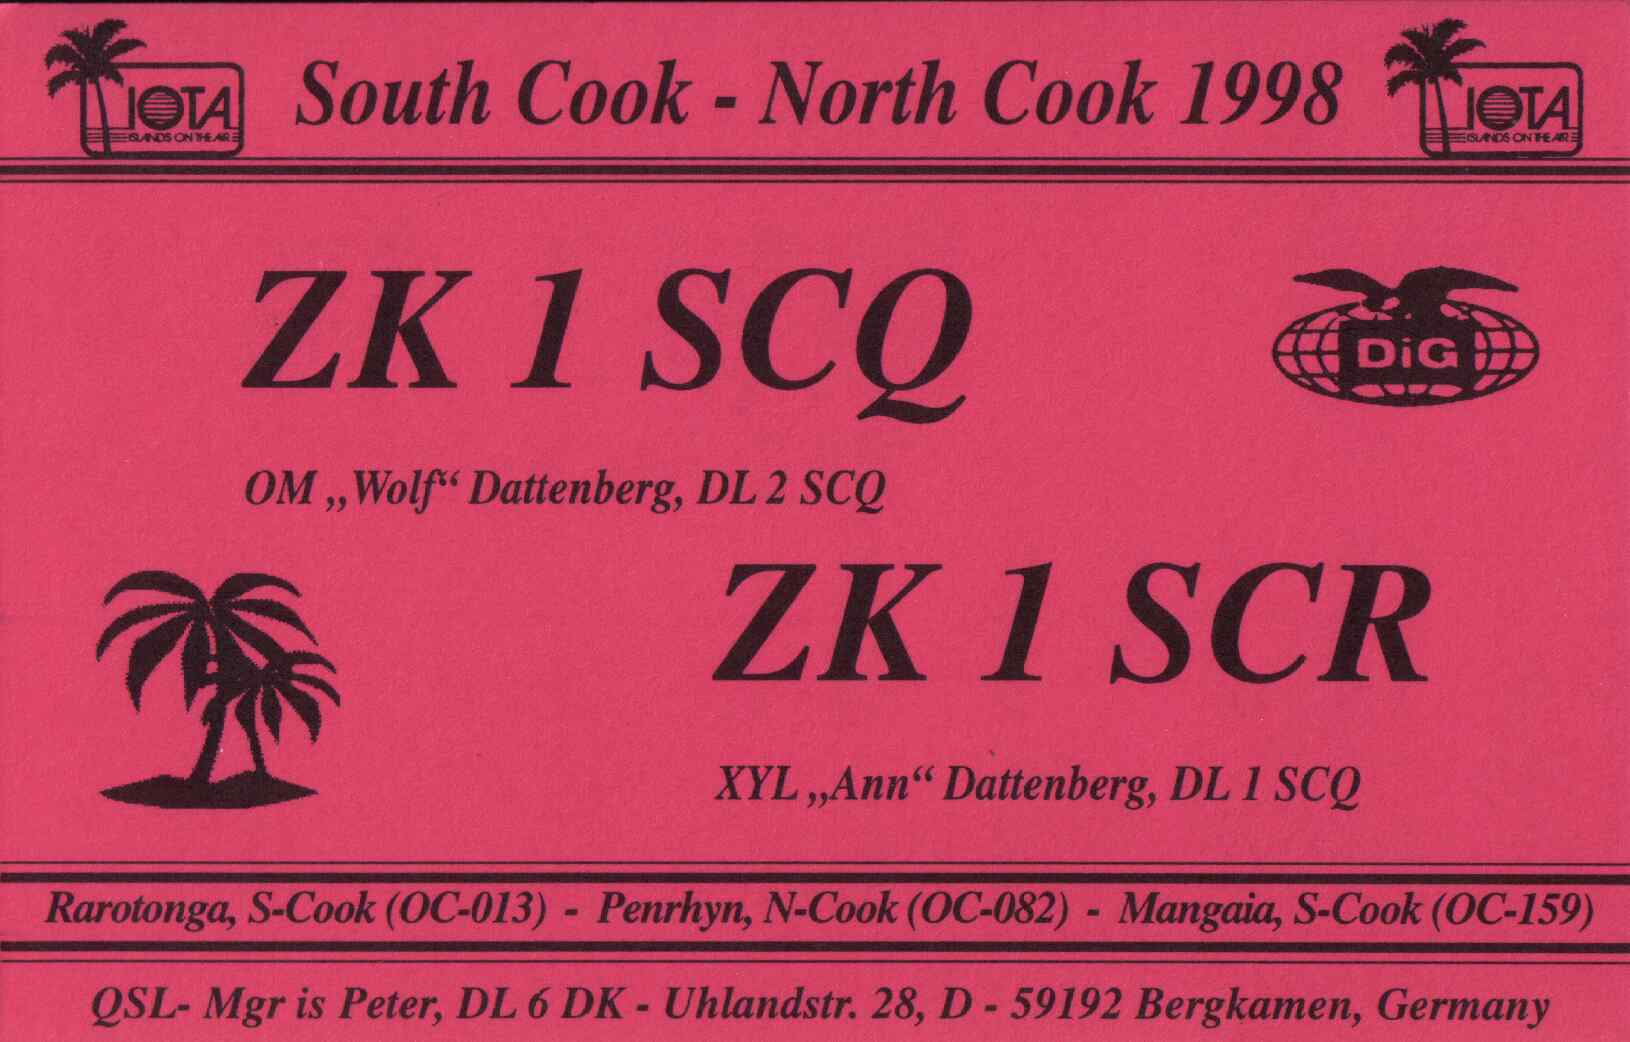 IOTA
ISLANDS ON THE AIR
South Cook - North Cook 1998
IOTA
ISLANDS ON THE AIR
ZK 1 SCQ
DiG
OM „Wolf“ Dattenberg, DL 2 SCQ
ZK 1 SCR
XYL „Ann“ Dattenberg, DL 1 SCQ
Rarotonga, S-Cook (OC-013) - Penrhyn, N-Cook (OC-082) - Mangaia, S-Cook (OC-159)
QSL- Mgr is Peter, DL 6 DK - Uhlandstr. 28, D - 59192 Bergkamen, Germany